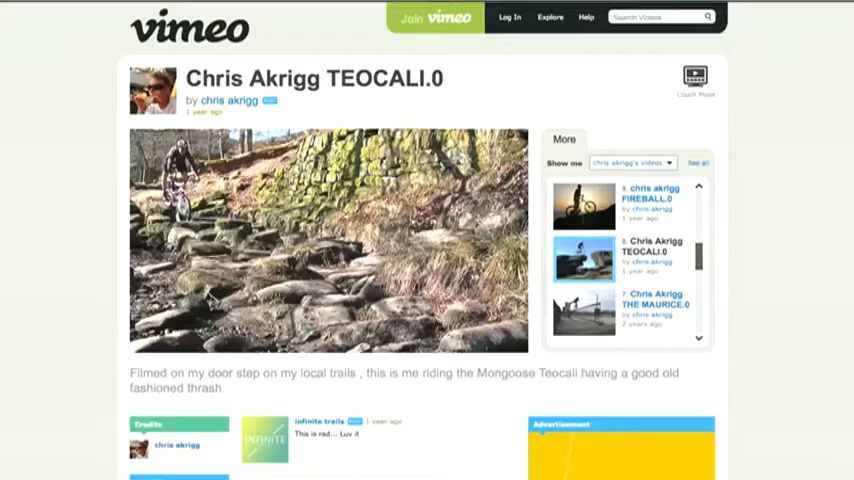 vimeo
Join vimeo
Log In
Explore
Help
Search Videos
Chris Akrigg TEOCALI.0
by chris akrigg
1 year ago
Couch Mode
More
Show me
chris akrigg's videos
See all
9. chris akrigg
FIREBALL.0
by chris akrigg
1 year ago
8. Chris Akrigg
TEOCALI.0
by chris akrigg
1 year ago
7. Chris Akrigg
THE MAURICE.0
by chris akrigg
2 years ago
Filmed on my door step on my local trails , this is me riding the Mongoose Teocali having a good old
fashioned thrash.
Credits
chris akrigg
INFINITE
infinite trails
1 year ago
This is rad... Luv it
Advertisement